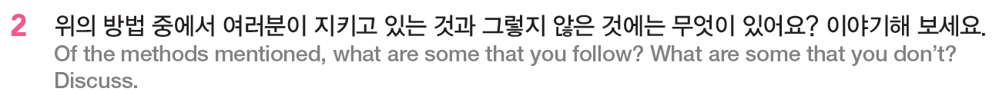 2 위의 방법 중에서 여러분이 지키고 있는 것과 그렇지 않은 것에는 무엇이 있어요? 이야기해 보세요.
Of the methods mentioned, what are some that you follow? What are some that you don't?
Discuss.